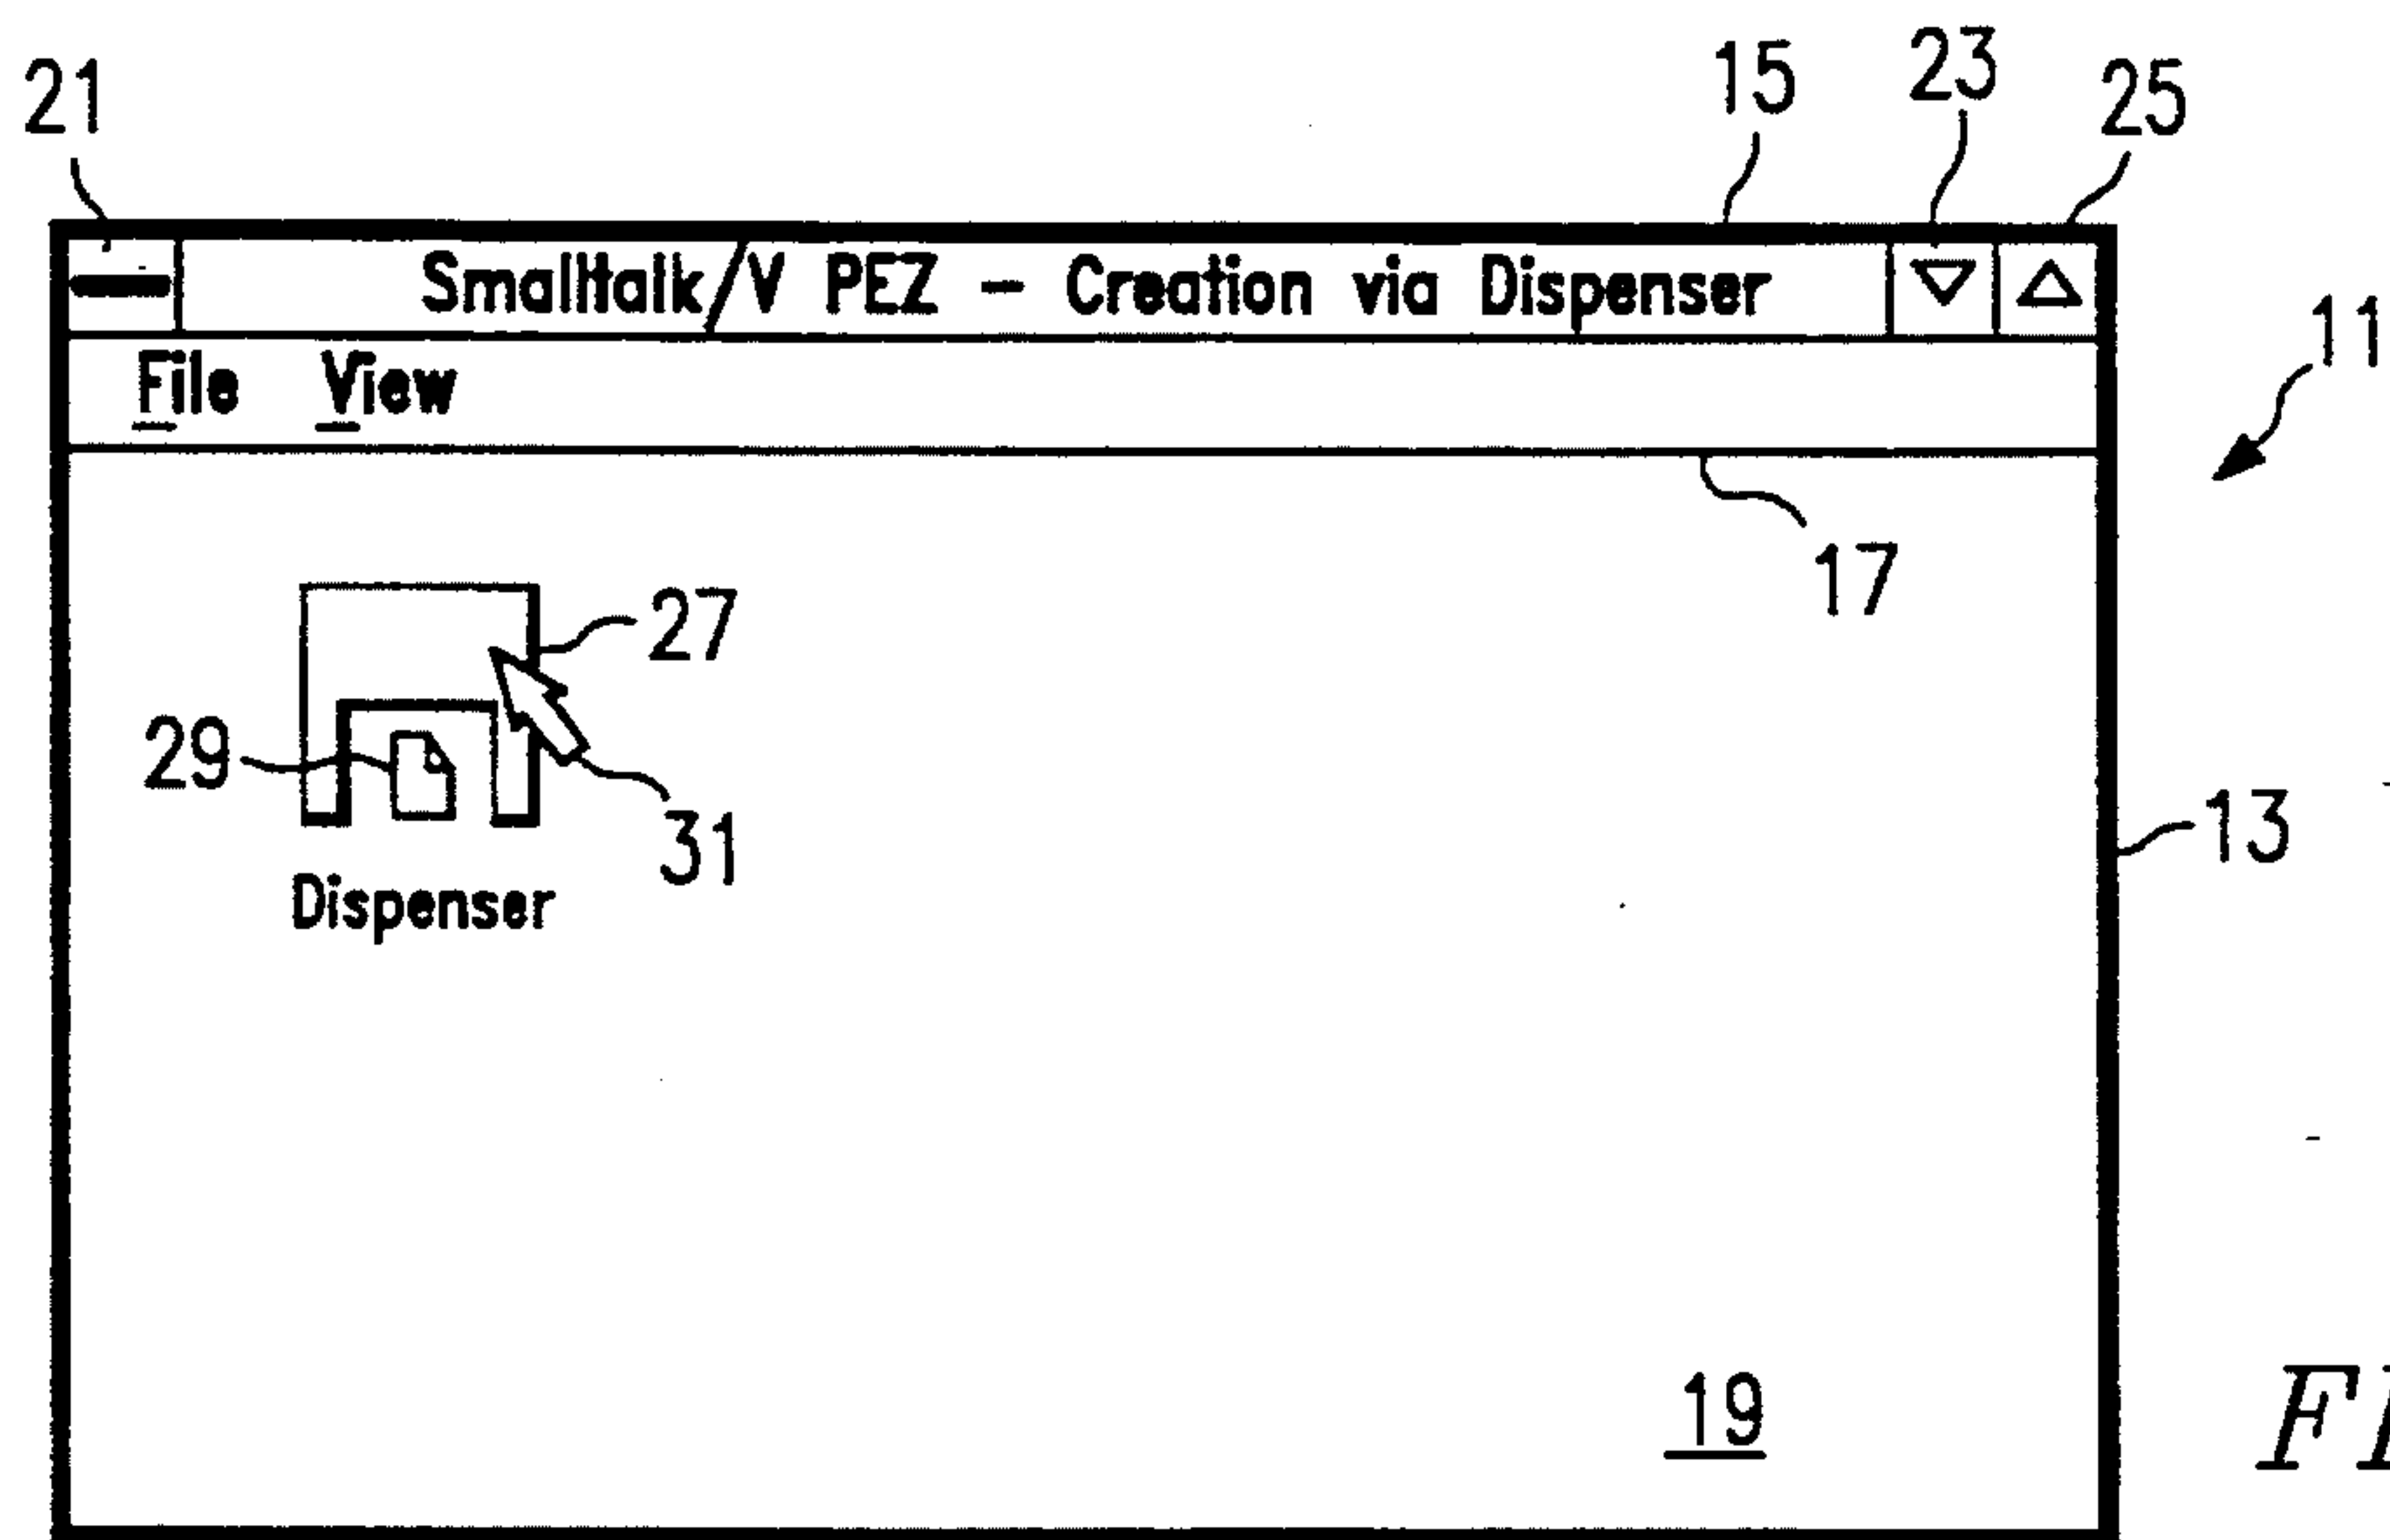 21 15 23 25
Smalltalk/V PEZ - Creation via Dispenser
11
File View
17
27
29
31
13
Dispenser
19